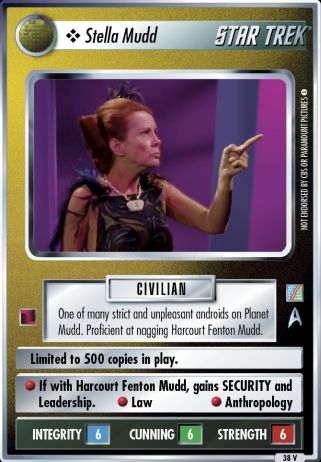 ❖ Stella Mudd
STAR TREK
NOT ENDORSED BY CBS OR PARAMOUNT PICTURES
CIVILIAN
One of many strict and unpleasant androids on Planet
Mudd. Proficient at nagging Harcourt Fenton Mudd.
Limited to 500 copies in play.
● If with Harcourt Fenton Mudd, gains SECURITY and
Leadership. ● Law ● Anthropology
INTEGRITY 6 CUNNING 6 STRENGTH 6
38 V